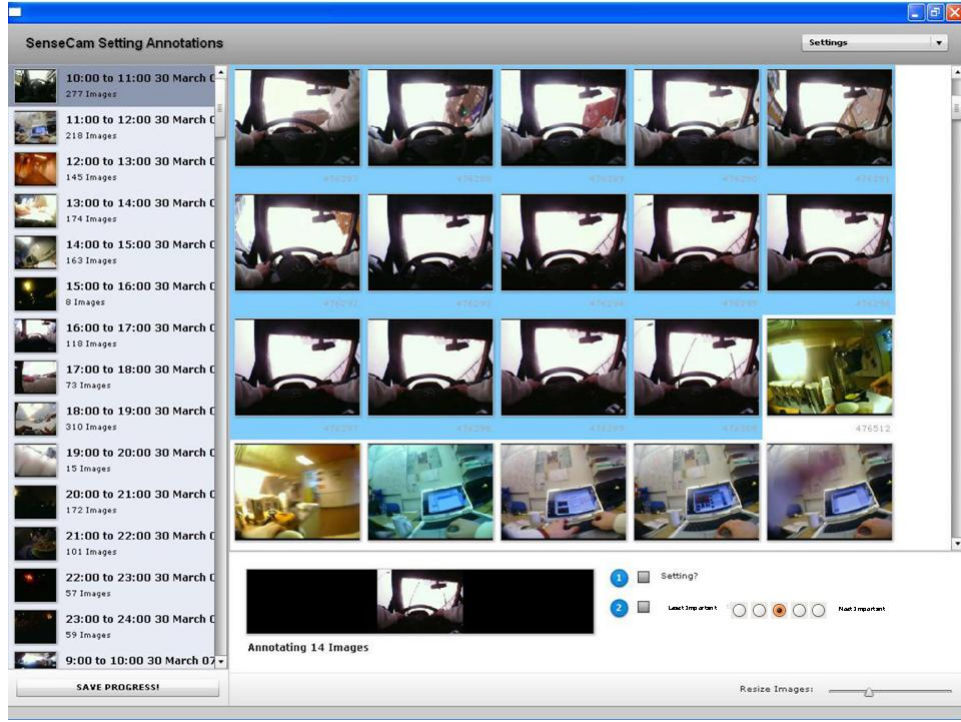 SenseCam Setting Annotations
Settings
10:00 to 11:00 30 March 0
277 Images
11:00 to 12:00 30 March 0
218 Images
12:00 to 13:00 30 March 0
145 Images
13:00 to 14:00 30 March 0
174 Images
14:00 to 15:00 30 March 0
163 Images
15:00 to 16:00 30 March 0
8 Images
16:00 to 17:00 30 March 0
118 Images
17:00 to 18:00 30 March 0
73 Images
18:00 to 19:00 30 March 0
310 Images
19:00 to 20:00 30 March 0
15 Images
20:00 to 21:00 30 March 0
172 Images
21:00 to 22:00 30 March 0
101 Images
22:00 to 23:00 30 March 0
57 Images
23:00 to 24:00 30 March 0
59 Images
9:00 to 10:00 30 March 07
SAVE PROGRESS!
476512
Annotating 14 Images
1 Setting?
2 Least Important
Most Important
Resize Images: